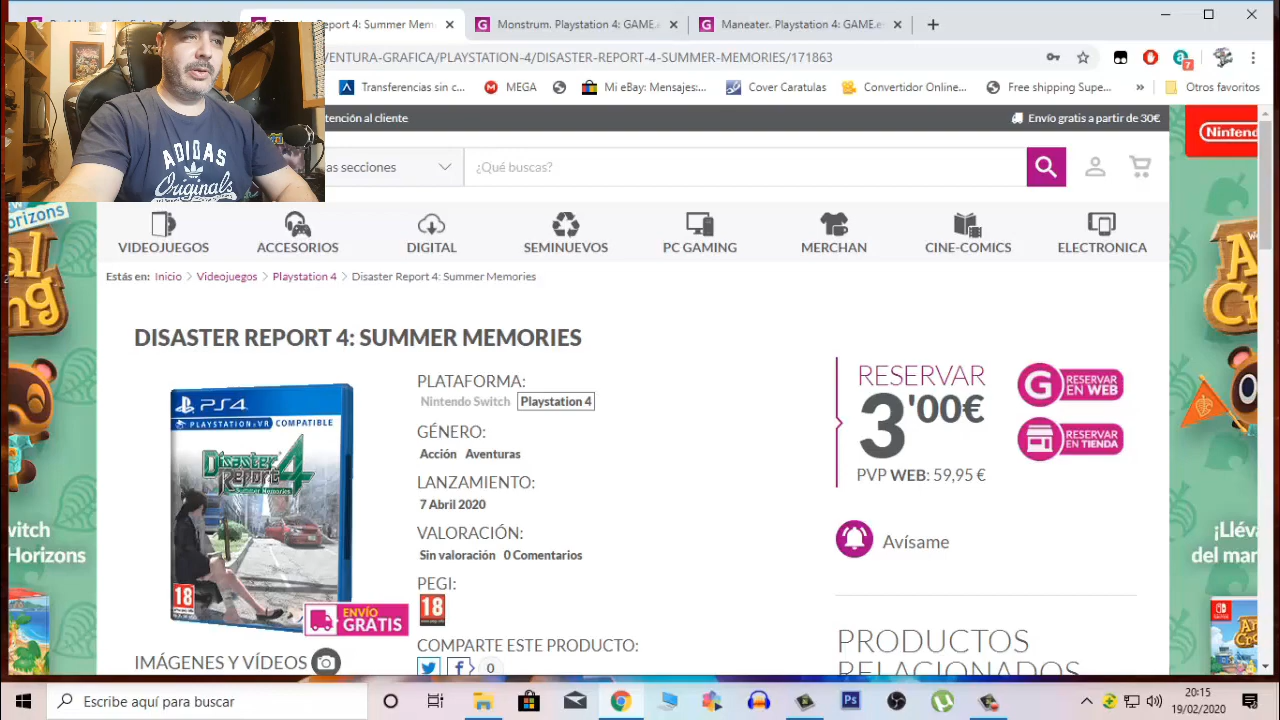 Disaster Report 4: Summer Mem
Monstrum. Playstation 4: GAME.e
Maneater. Playstation 4: GAME.es
VENTURA-GRAFICA/PLAYSTATION-4/DISASTER-REPORT-4-SUMMER-MEMORIES/171863
Transferencias sin c...
MEGA
Mi eBay: Mensajes:...
Cover Caratulas
Convertidor Online...
Free shipping Supe...
»
Otros favoritos
tención al cliente
Envío gratis a partir de 30€
as secciones
¿Qué buscas?
Nintendo
ADIDAS
Originals
Horizons
VIDEOJUEGOS
ACCESORIOS
DIGITAL
SEMINUEVOS
PC GAMING
MERCHAN
CINE-COMICS
ELECTRONICA
Estás en: Inicio > Videojuegos > Playstation 4 > Disaster Report 4: Summer Memories
DISASTER REPORT 4: SUMMER MEMORIES
PLATAFORMA:
Nintendo Switch Playstation 4
GÉNERO:
Acción Aventuras
LANZAMIENTO:
7 Abril 2020
VALORACIÓN:
Sin valoración 0 Comentarios
PEGI:
18
COMPARTE ESTE PRODUCTO:
0
PS4
PLAYSTATION VR COMPATIBLE
Disaster Report 4
Summer Memories
18
ENVÍO
GRATIS
IMÁGENES Y VÍDEOS
RESERVAR
3'00€
PVP WEB: 59,95 €
RESERVAR EN WEB
RESERVAR EN TIENDA
Avísame
PRODUCTOS
RELACIONADOS
witch
Horizons
¡Llév
del mar
Escribe aquí para buscar
20:15
19/02/2020